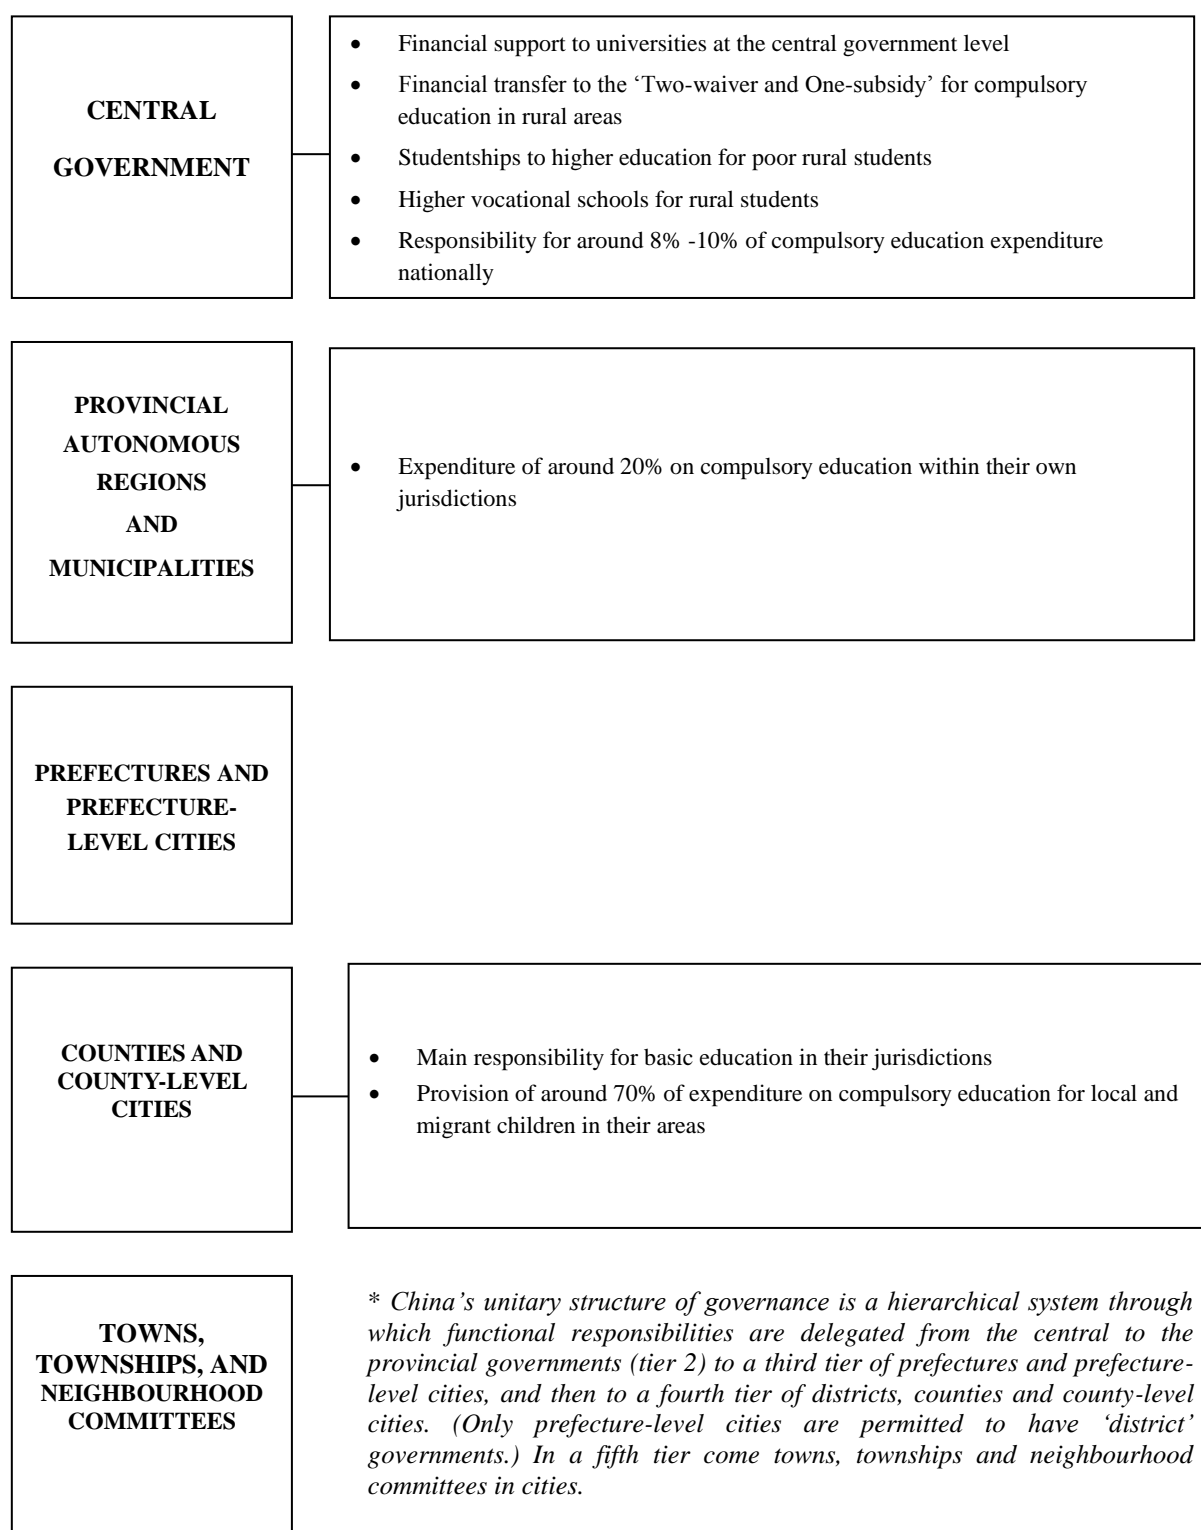 CENTRAL
GOVERNMENT
• Financial support to universities at the central government level
• Financial transfer to the ‘Two-waiver and One-subsidy’ for compulsory
education in rural areas
• Studentships to higher education for poor rural students
• Higher vocational schools for rural students
• Responsibility for around 8% -10% of compulsory education expenditure
nationally
PROVINCIAL
AUTONOMOUS
REGIONS
AND
MUNICIPALITIES
• Expenditure of around 20% on compulsory education within their own
jurisdictions
PREFECTURES AND
PREFECTURE-
LEVEL CITIES
COUNTIES AND
COUNTY-LEVEL
CITIES
• Main responsibility for basic education in their jurisdictions
• Provision of around 70% of expenditure on compulsory education for local and
migrant children in their areas
TOWNS,
TOWNSHIPS, AND
NEIGHBOURHOOD
COMMITTEES
* China’s unitary structure of governance is a hierarchical system through
which functional responsibilities are delegated from the central to the
provincial governments (tier 2) to a third tier of prefectures and prefecture-
level cities, and then to a fourth tier of districts, counties and county-level
cities. (Only prefecture-level cities are permitted to have ‘district’
governments.) In a fifth tier come towns, townships and neighbourhood
committees in cities.